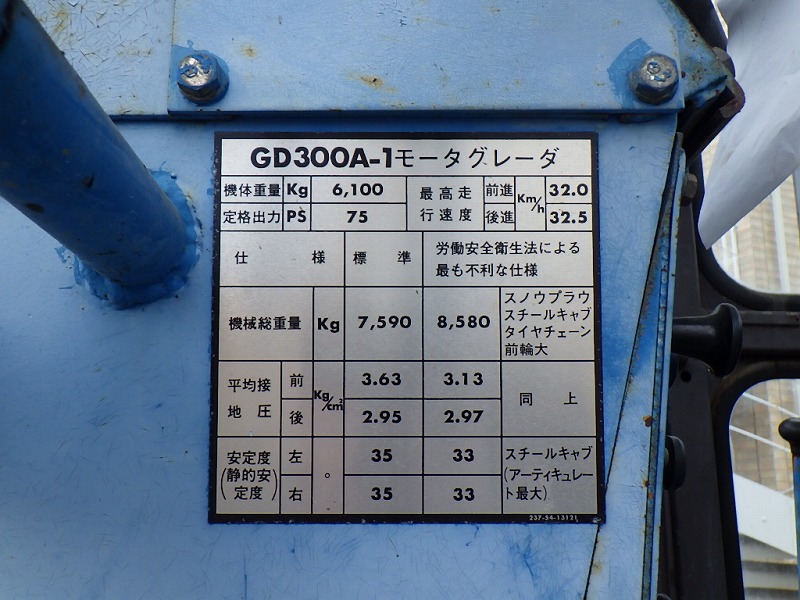 GD300A-1モータグレーダ
機体重量 Kg 6,100 最高走行速度 前進 Km/h 32.0
定格出力 PS 75 後進 32.5
仕様 標準 労働安全衛生法による
最も不利な仕様
機械総重量 Kg 7,590 8,580 スノウプラウ
スチールキャブ
タイヤチェーン
前輪大
平均接地圧 前 Kg/cm² 3.63 3.13 同上
後 2.95 2.97
安定度 左 ° 35 33 スチールキャブ
(静的安定度) 右 35 33 (アーティキュレート最大)
237-54-13121